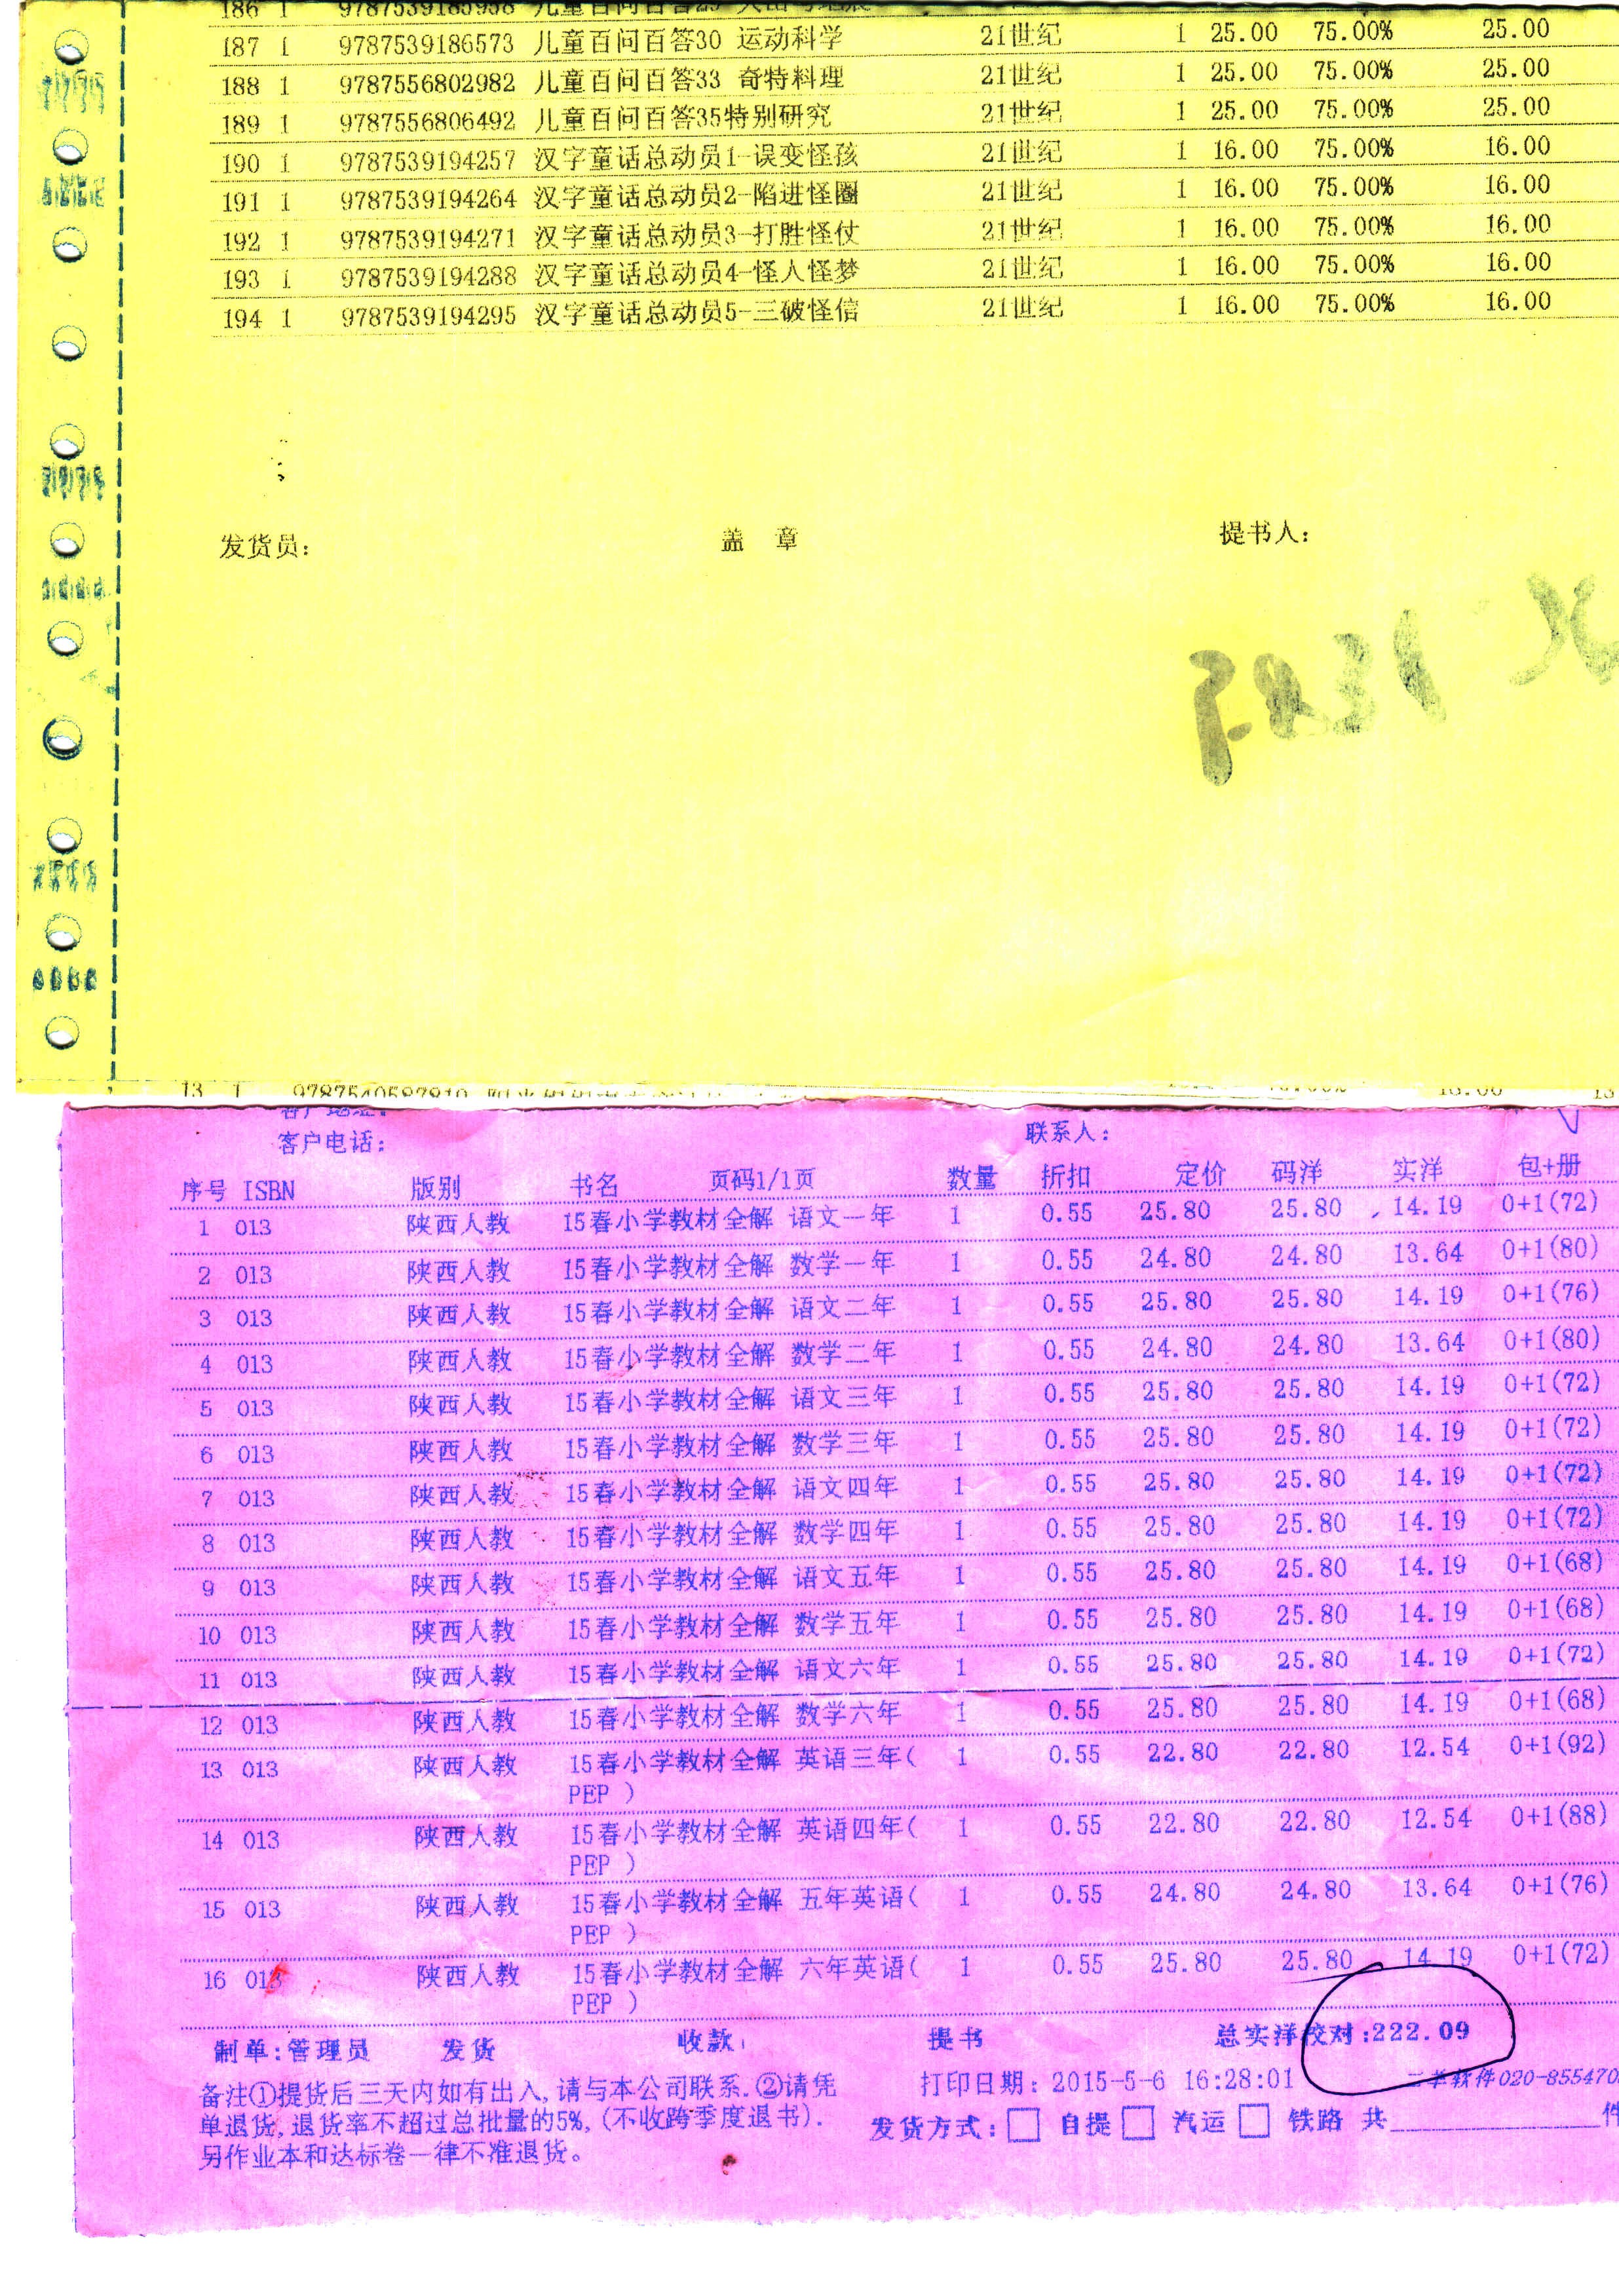 187 1 9787539186573 儿童百问百答30 运动科学 21世纪 1 25.00 75.00% 25.00
188 1 9787556802982 儿童百问百答33 奇特料理 21世纪 1 25.00 75.00% 25.00
189 1 9787556806492 儿童百问百答35特别研究 21世纪 1 25.00 75.00% 25.00
190 1 9787539194257 汉字童话总动员1-误变怪孩 21世纪 1 16.00 75.00% 16.00
191 1 9787539194264 汉字童话总动员2-陷进怪圈 21世纪 1 16.00 75.00% 16.00
192 1 9787539194271 汉字童话总动员3-打胜怪仗 21世纪 1 16.00 75.00% 16.00
193 1 9787539194288 汉字童话总动员4-怪人怪梦 21世纪 1 16.00 75.00% 16.00
194 1 9787539194295 汉字童话总动员5-三破怪信 21世纪 1 16.00 75.00% 16.00
发货员: 盖 章 提书人:
客户电话: 联系人:
序号 ISBN 版别 书名 页码1/1页 数量 折扣 定价 码洋 实洋 包+册
1 013 陕西人教 15春小学教材全解 语文一年 1 0.55 25.80 25.80 14.19 0+1(72)
2 013 陕西人教 15春小学教材全解 数学一年 1 0.55 24.80 24.80 13.64 0+1(80)
3 013 陕西人教 15春小学教材全解 语文二年 1 0.55 25.80 25.80 14.19 0+1(76)
4 013 陕西人教 15春小学教材全解 数学二年 1 0.55 24.80 24.80 13.64 0+1(80)
5 013 陕西人教 15春小学教材全解 语文三年 1 0.55 25.80 25.80 14.19 0+1(72)
6 013 陕西人教 15春小学教材全解 数学三年 1 0.55 25.80 25.80 14.19 0+1(72)
7 013 陕西人教 15春小学教材全解 语文四年 1 0.55 25.80 25.80 14.19 0+1(72)
8 013 陕西人教 15春小学教材全解 数学四年 1 0.55 25.80 25.80 14.19 0+1(72)
9 013 陕西人教 15春小学教材全解 语文五年 1 0.55 25.80 25.80 14.19 0+1(68)
10 013 陕西人教 15春小学教材全解 数学五年 1 0.55 25.80 25.80 14.19 0+1(68)
11 013 陕西人教 15春小学教材全解 语文六年 1 0.55 25.80 25.80 14.19 0+1(72)
12 013 陕西人教 15春小学教材全解 数学六年 1 0.55 25.80 25.80 14.19 0+1(68)
13 013 陕西人教 15春小学教材全解 英语三年( 1 0.55 22.80 22.80 12.54 0+1(92)
PEP )
14 013 陕西人教 15春小学教材全解 英语四年( 1 0.55 22.80 22.80 12.54 0+1(88)
PEP )
15 013 陕西人教 15春小学教材全解 五年英语( 1 0.55 24.80 24.80 13.64 0+1(76)
PEP )
16 013 陕西人教 15春小学教材全解 六年英语( 1 0.55 25.80 25.80 14.19 0+1(72)
PEP )
制单:管理员 发货 收款: 提书 总实洋校对:222.09
备注①提货后三天内如有出入,请与本公司联系.②请凭 打印日期: 2015-5-6 16:28:01
单退货,退货率不超过总批量的5%,(不收跨季度退书). 发货方式: 自提 汽运 铁路 共 件
另作业本和达标卷一律不准退货。